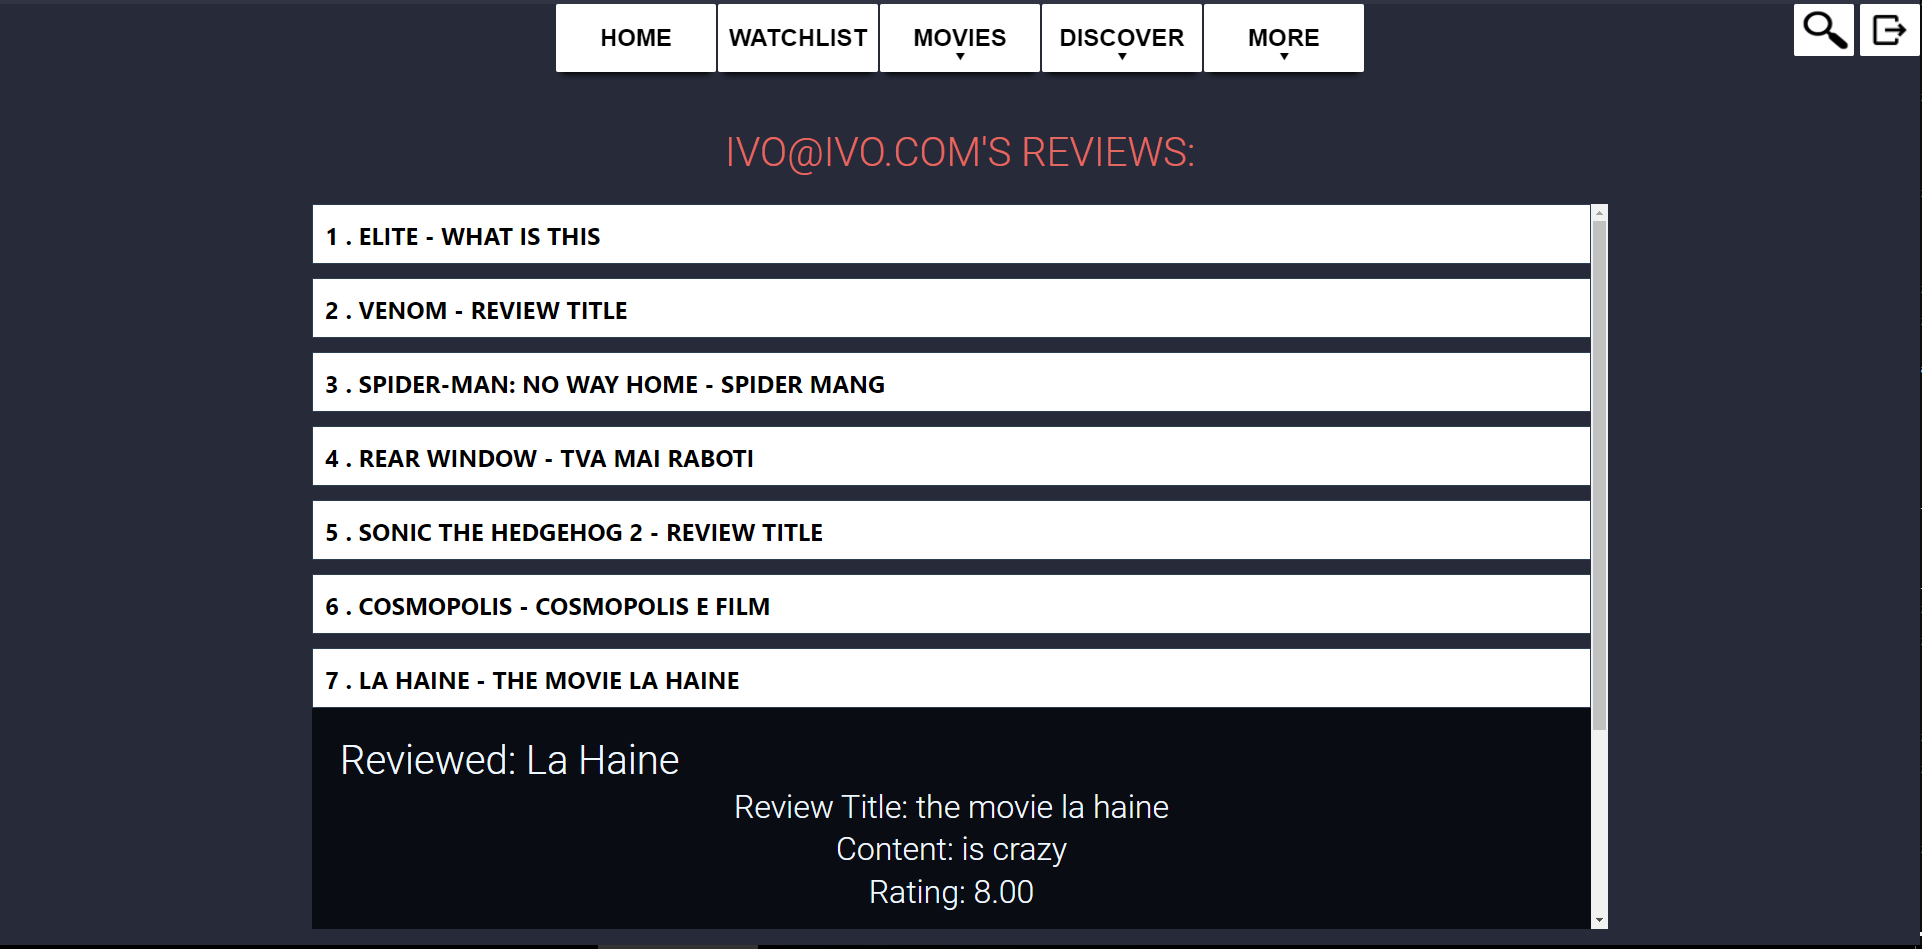 HOME WATCHLIST MOVIES DISCOVER MORE
IVO@IVO.COM'S REVIEWS:
1 . ELITE - WHAT IS THIS
2 . VENOM - REVIEW TITLE
3 . SPIDER-MAN: NO WAY HOME - SPIDER MANG
4 . REAR WINDOW - TVA MAI RABOTI
5 . SONIC THE HEDGEHOG 2 - REVIEW TITLE
6 . COSMOPOLIS - COSMOPOLIS E FILM
7 . LA HAINE - THE MOVIE LA HAINE
Reviewed: La Haine
Review Title: the movie la haine
Content: is crazy
Rating: 8.00